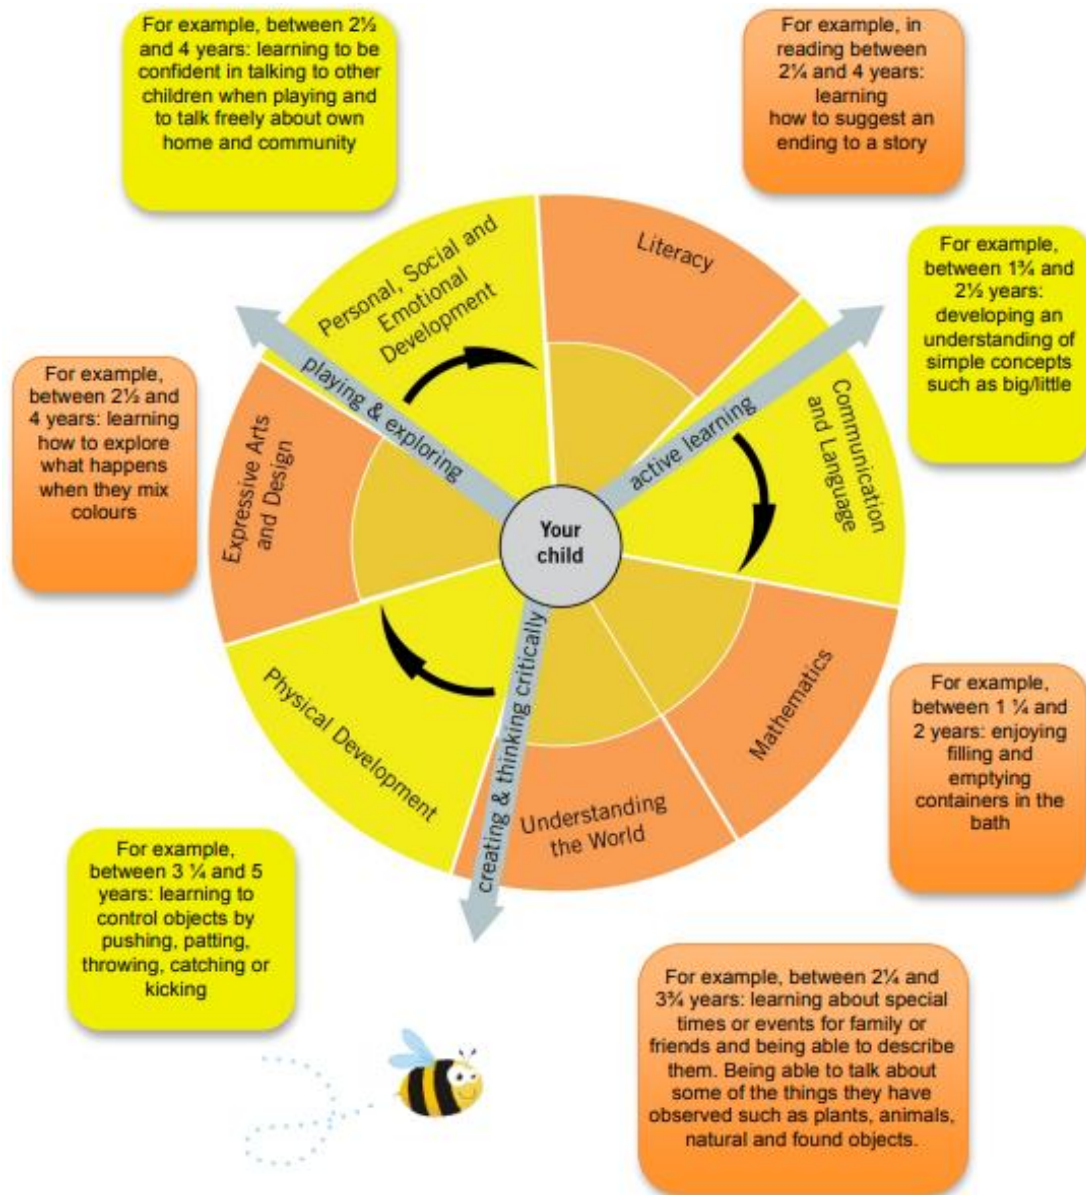 For example, between 2½
and 4 years: learning to be
confident in talking to other
children when playing and
to talk freely about own
home and community
For example, in
reading between
2¼ and 4 years:
learning
how to suggest an
ending to a story
Personal, Social and
Emotional
Development
Literacy
For example,
between 1¾ and
2½ years:
developing an
understanding of
simple concepts
such as big/little
For example,
between 2½ and
4 years: learning
how to explore
what happens
when they mix
colours
playing & exploring
active learning
Communication
and Language
Expressive Arts
and Design
Your
child
creating & thinking critically
Physical Development
Mathematics
Understanding
the World
For example,
between 1 ¼ and
2 years: enjoying
filling and
emptying
containers in the
bath
For example,
between 3 ¼ and 5
years: learning to
control objects by
pushing, patting,
throwing, catching or
kicking
For example, between 2¼ and
3¾ years: learning about special
times or events for family or
friends and being able to describe
them. Being able to talk about
some of the things they have
observed such as plants, animals,
natural and found objects.